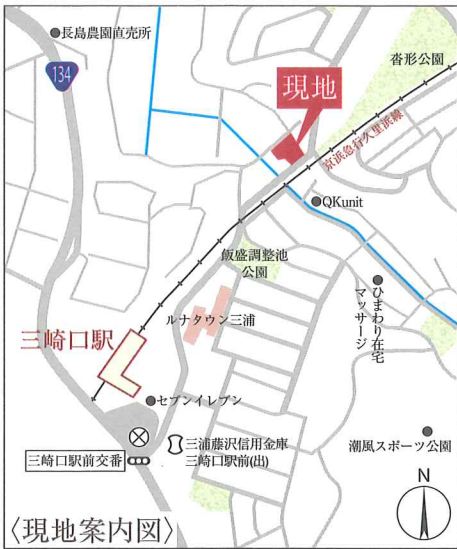 長島農園直売所
134
沓形公園
現地
京浜急行久里浜線
QKunit
飯盛調整池
公園
ひまわり在宅
マッサージ
ルナタウン三浦
三崎口駅
セブンイレブン
三浦藤沢信用金庫
三崎口駅前(出)
三崎口駅前交番
潮風スポーツ公園
N
〈現地案内図〉